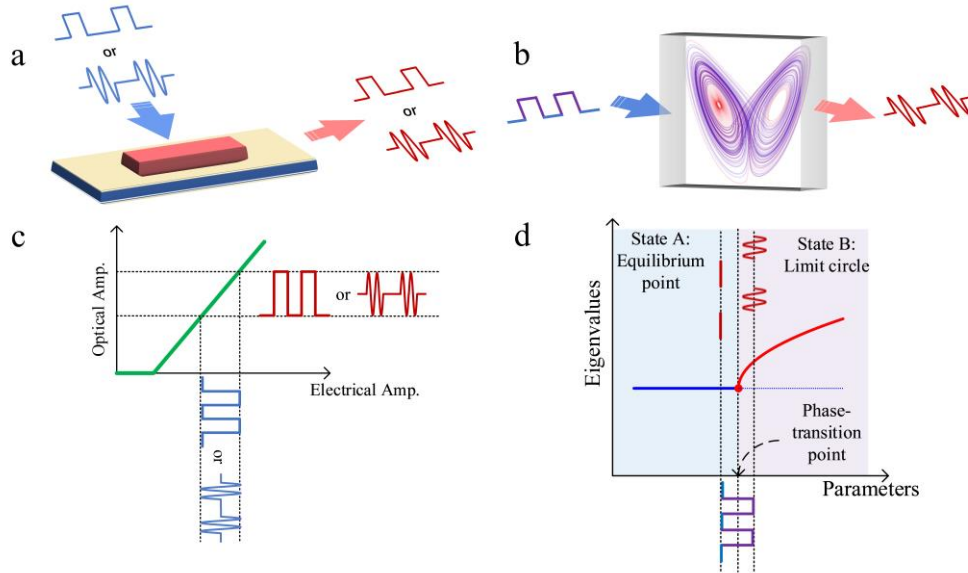 a
or
or
b
c
Optical Amp.
or
Electrical Amp.
or
d
Eigenvalues
State A:
Equilibrium
point
State B:
Limit circle
Phase-
transition
point
Parameters